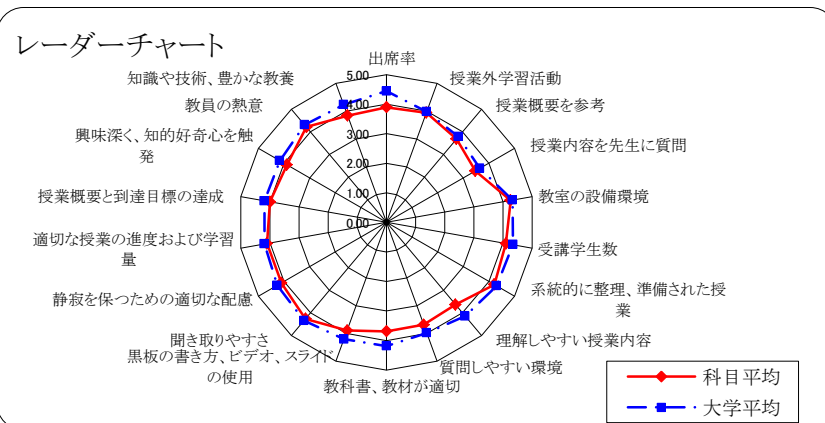 レーダーチャート
出席率
授業外学習活動
授業概要を参考
授業内容を先生に質問
教室の設備環境
受講学生数
系統的に整理、準備された授
業
理解しやすい授業内容
質問しやすい環境
教科書、教材が適切
黒板の書き方、ビデオ、スライド
の使用
聞き取りやすさ
静寂を保つための適切な配慮
適切な授業の進度および学習
量
授業概要と到達目標の達成
興味深く、知的好奇心を触
発
教員の熱意
知識や技術、豊かな教養
5.00
4.00
3.00
2.00
1.00
0.00
科目平均
大学平均